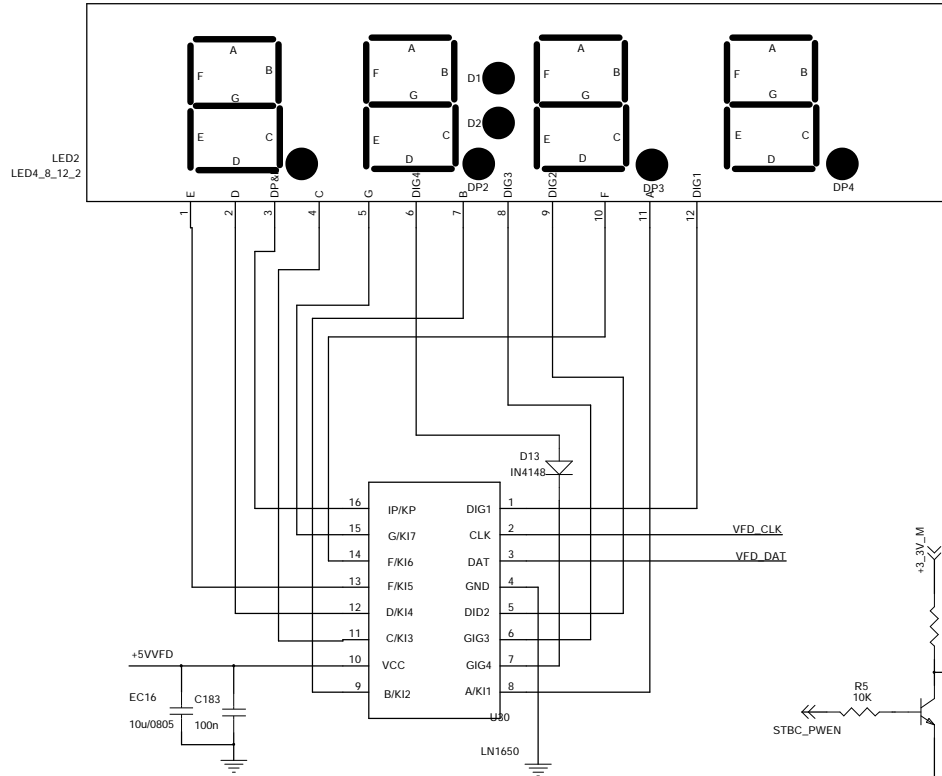 A
A
A
A
F
B
F
B
D1
F
B
F
B
G
G
G
G
D2
E
C
E
C
E
C
E
C
D
D
D
D
LED2
LED4_8_12_2
DP2
DP3
DP4
E
D
C
G
DIG4
B
DIG3
DIG2
F
A
DIG1
1
2
3
4
5
6
7
8
9
10
11
12
D13
IN4148
16
IP/KP
DIG1
1
15
G/KI7
CLK
2
VFD_CLK
14
F/KI6
DAT
3
VFD_DAT
13
F/KI5
GND
4
12
D/KI4
DID2
5
11
C/KI3
GIG3
6
10
VCC
GIG4
7
9
B/KI2
A/KI1
8
U30
LN1650
+5VVFD
EC16
10u/0805
C183
100n
+3_3V_M
R5
10K
STBC_PWEN